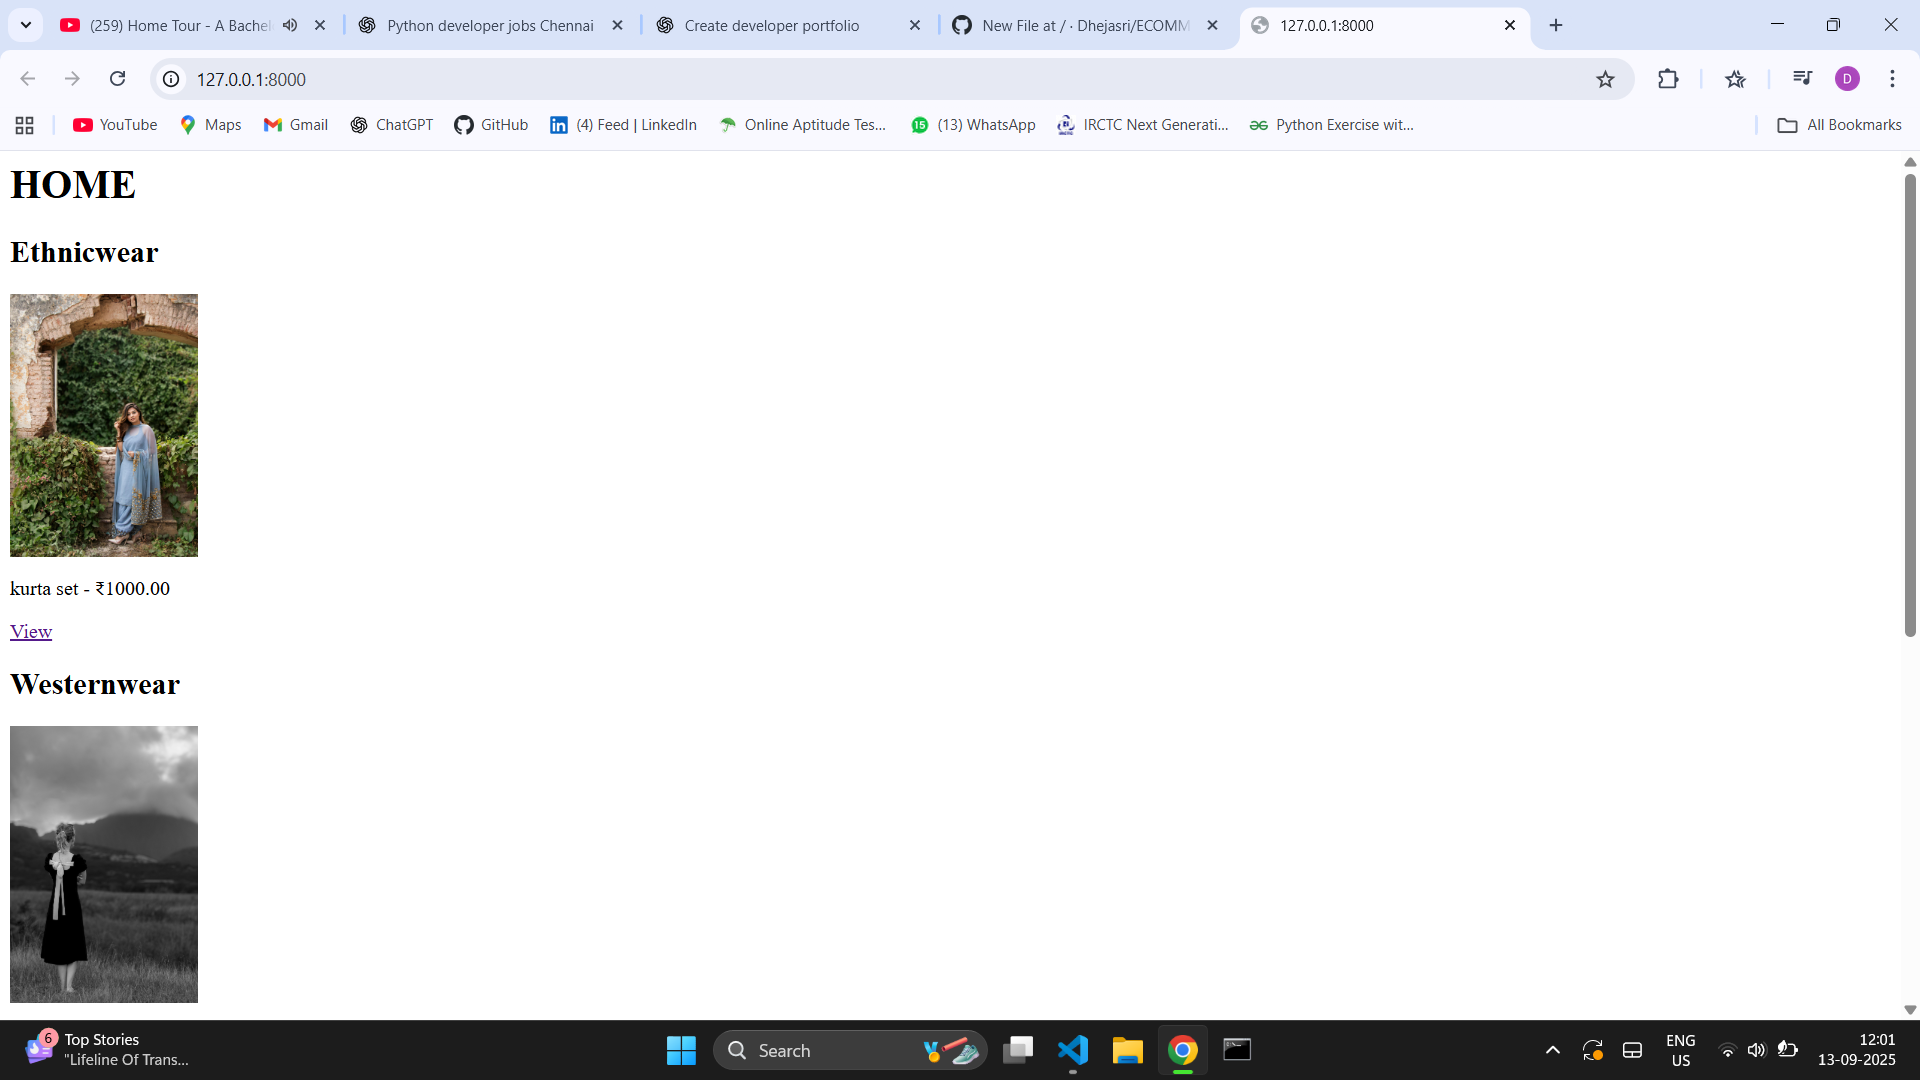 (259) Home Tour - A Bachel
Python developer jobs Chennai
Create developer portfolio
New File at / · Dhejasri/ECOMM
127.0.0.1:8000
127.0.0.1:8000
D
YouTube
Maps
Gmail
ChatGPT
GitHub
(4) Feed | LinkedIn
Online Aptitude Tes...
15
(13) WhatsApp
IRCTC Next Generati...
Python Exercise wit...
All Bookmarks
HOME
Ethnicwear
kurta set - ₹1000.00
View
Westernwear
6
Top Stories
"Lifeline Of Trans...
Search
ENG
US
12:01
13-09-2025